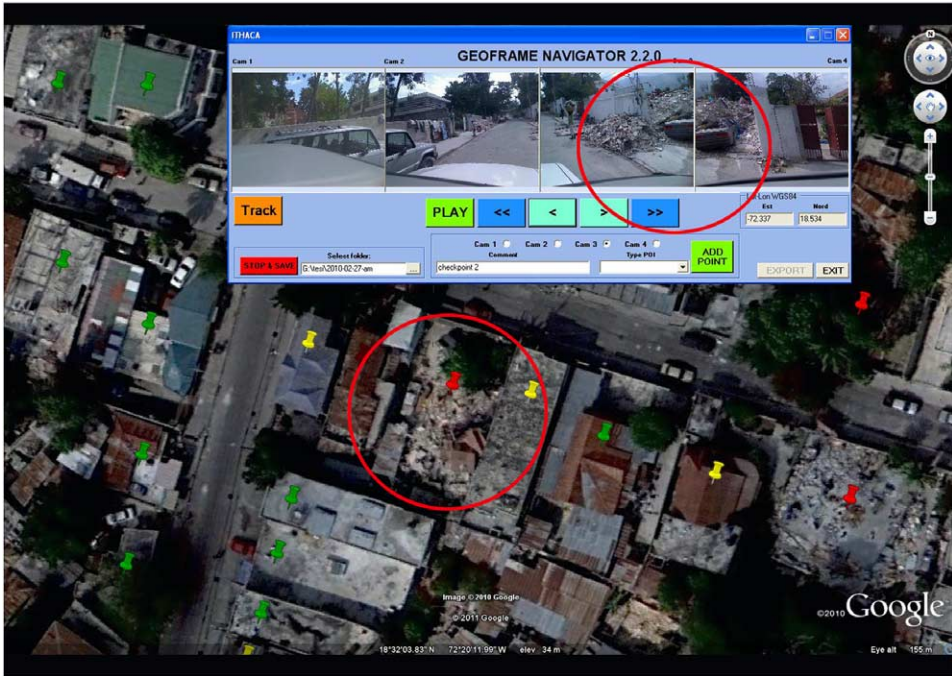 ITHACA
GEOFRAME NAVIGATOR 2.2.0
Cam 1
Cam 2
Cam 4
Track
PLAY
<<
<
>
>>
Lat-Lon WGS84
Est
Nord
-72.337
18.534
Cam 1
Cam 2
Cam 3
Cam 4
Select folder:
Comment
Type POI
STOP & SAVE
G:\tesi\2010-02-27-am
...
checkpoint 2
ADD
POINT
EXPORT
EXIT
N
Image © 2010 Google
© 2011 Google
©2010 Google
18°32'03.83" N 72°20'11.99" W elev 34 m
Eye alt 155 m